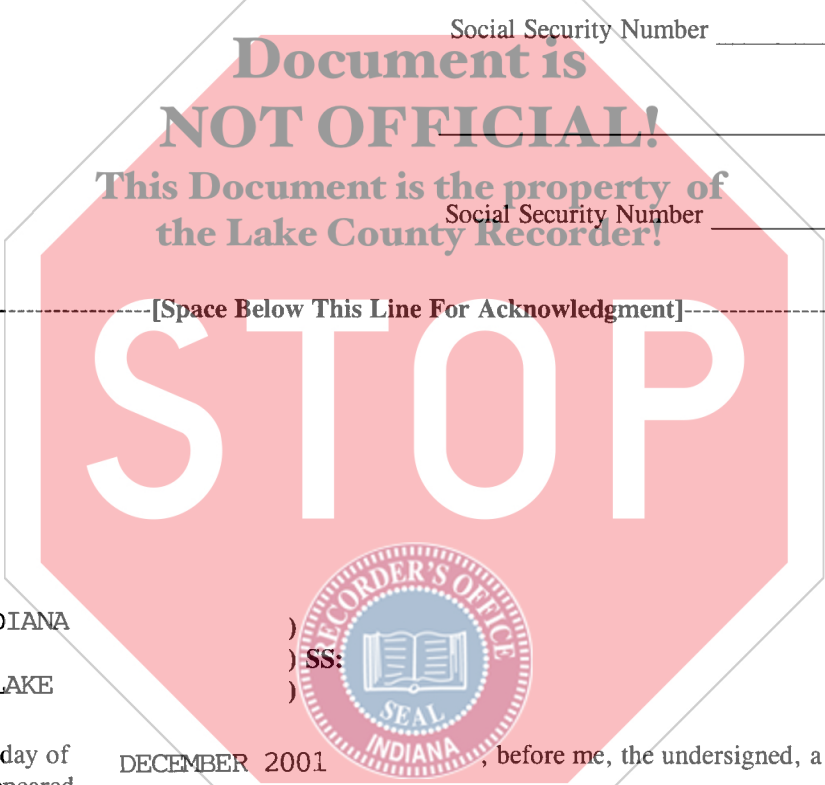 Social Security Number
Document is
NOT OFFICIAL!
This Document is the property of
the Lake County Recorder!
Social Security Number
[Space Below This Line For Acknowledgment]
STOP
DIANA )
) SS:
LAKE )
RECORDER'S OFFICE
SEAL
INDIANA
day of DECEMBER 2001 , before me, the undersigned, a
peared